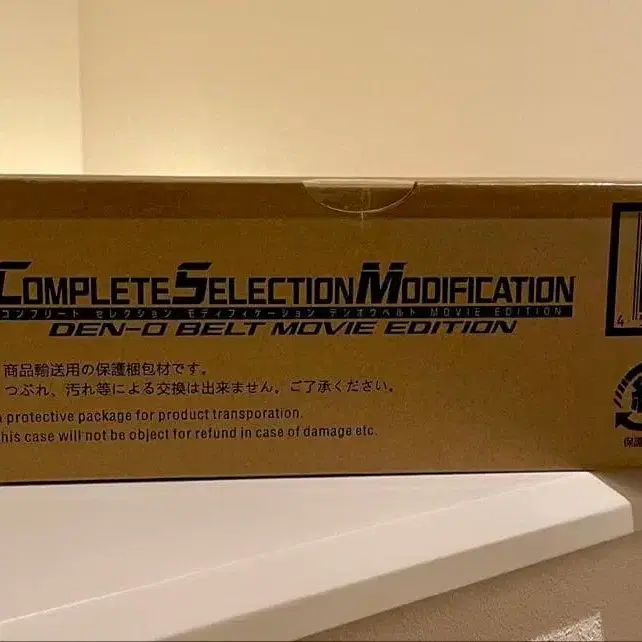 COMPLETE SELECTION MODIFICATION
コンプリート セレクション モディフィケーション デンオウベルト MOVIE EDITION
DEN-O BELT MOVIE EDITION
商品輸送用の保護梱包材です。
つぶれ、汚れ等による交換は出来ません。ご了承ください。
protective package for product transporation.
his case will not be object for refund in case of damage etc.
4
保護